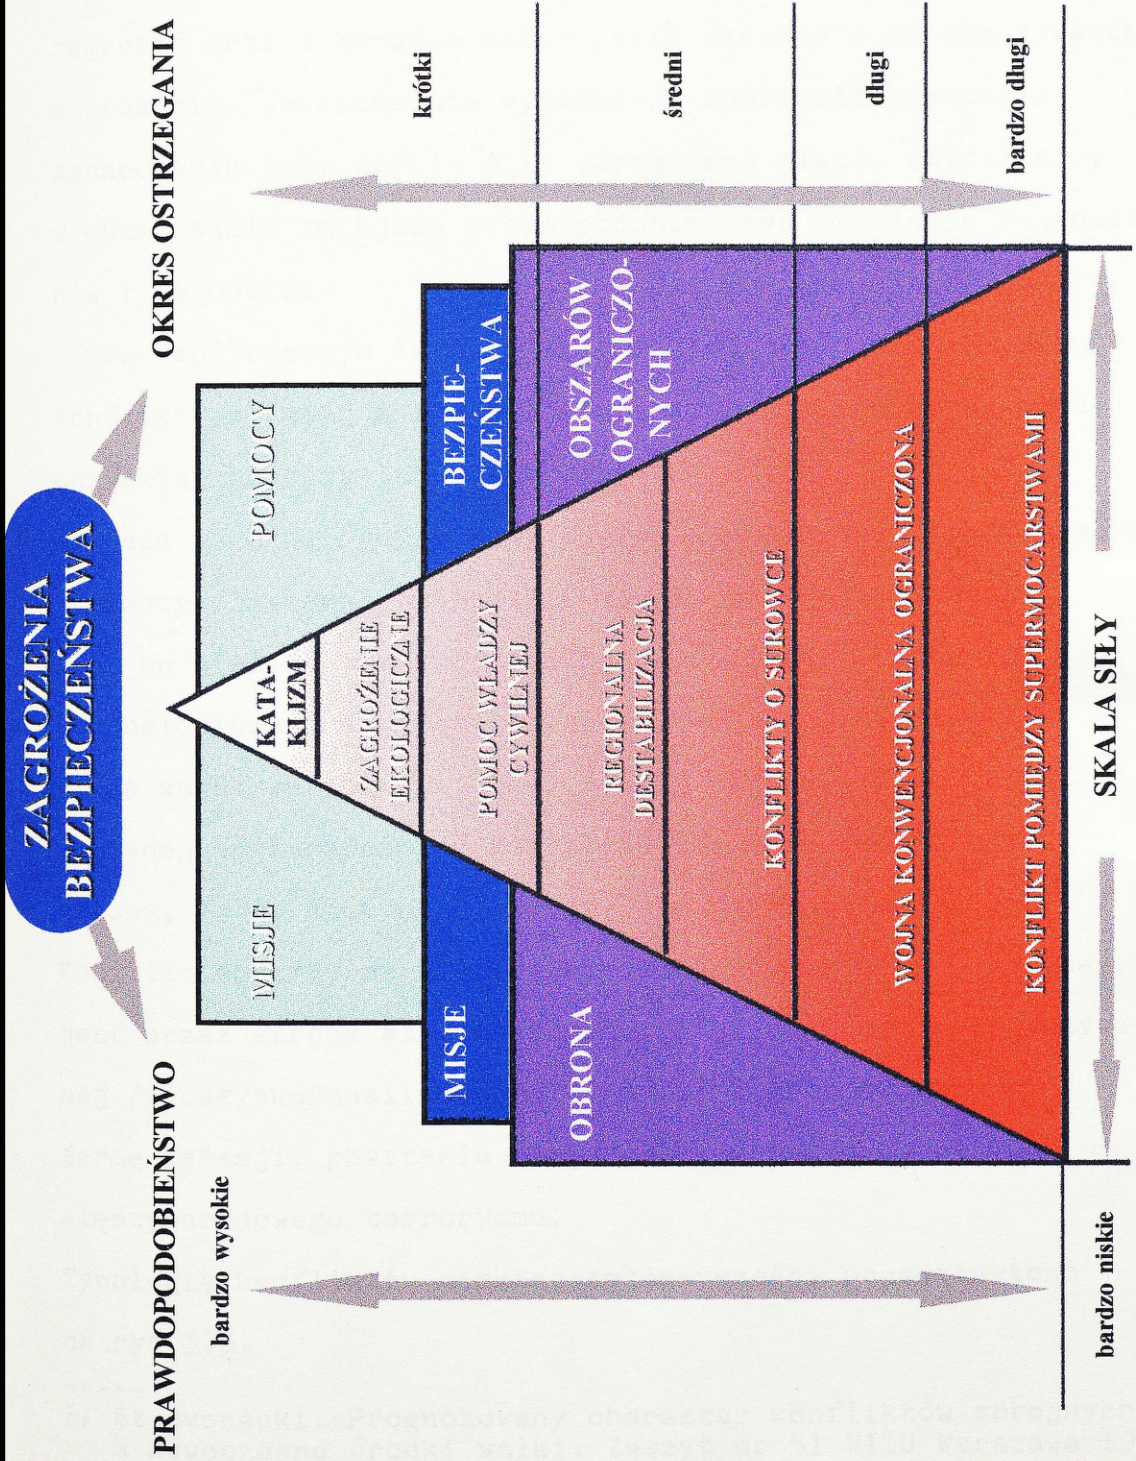 ZAGROŻENIA
BEZPIECZEŃSTWA
PRAWDOPODOBIEŃSTWO
OKRES OSTRZEGANIA
bardzo wysokie
MISJE
POMOCY
KATA-
KLIZM
ZAGROŻENIE
EKOLOGICZNE
krótki
MISJE
BEZPIE-
CZEŃSTWA
POMOC WŁADZY
CYWILNEJ
OBRONA
OBSZARÓW
OGRANICZO-
NYCH
REGIONALNA
DESTABILIZACJA
średni
KONFLIKTY O SUROWCE
WOJNA KONWENCJONALNA OGRANICZONA
długi
KONFLIKT POMIĘDZY SUPERMOCARSTWAMI
bardzo długi
bardzo niskie
SKALA SIŁY